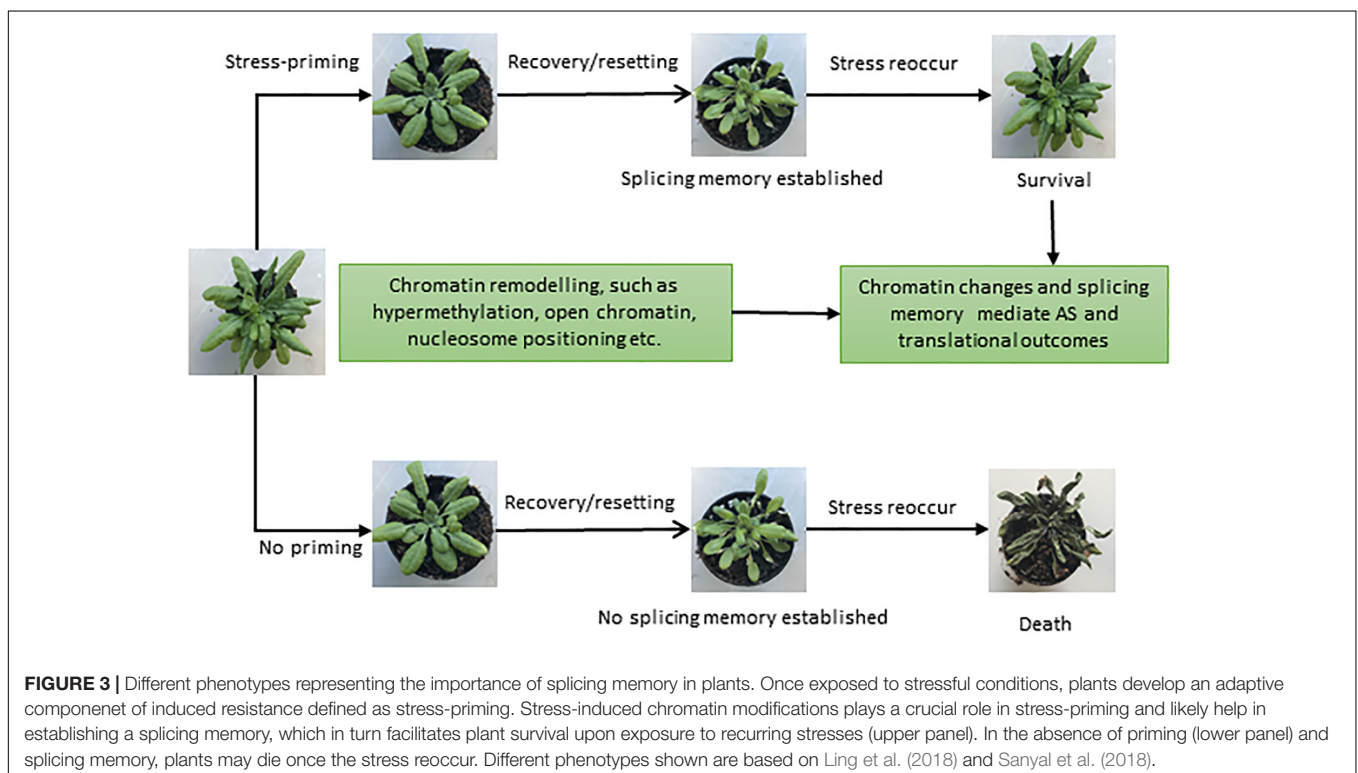 Stress-priming
Recovery/resetting
Stress reoccur
Splicing memory established
Survival
Chromatin remodelling, such as
hypermethylation, open chromatin,
nucleosome positioning etc.
Chromatin changes and splicing
memory mediate AS and
translational outcomes
No priming
Recovery/resetting
Stress reoccur
No splicing memory established
Death
FIGURE 3 | Different phenotypes representing the importance of splicing memory in plants. Once exposed to stressful conditions, plants develop an adaptive
componenet of induced resistance defined as stress-priming. Stress-induced chromatin modifications plays a crucial role in stress-priming and likely help in
establishing a splicing memory, which in turn facilitates plant survival upon exposure to recurring stresses (upper panel). In the absence of priming (lower panel) and
splicing memory, plants may die once the stress reoccur. Different phenotypes shown are based on Ling et al. (2018) and Sanyal et al. (2018).